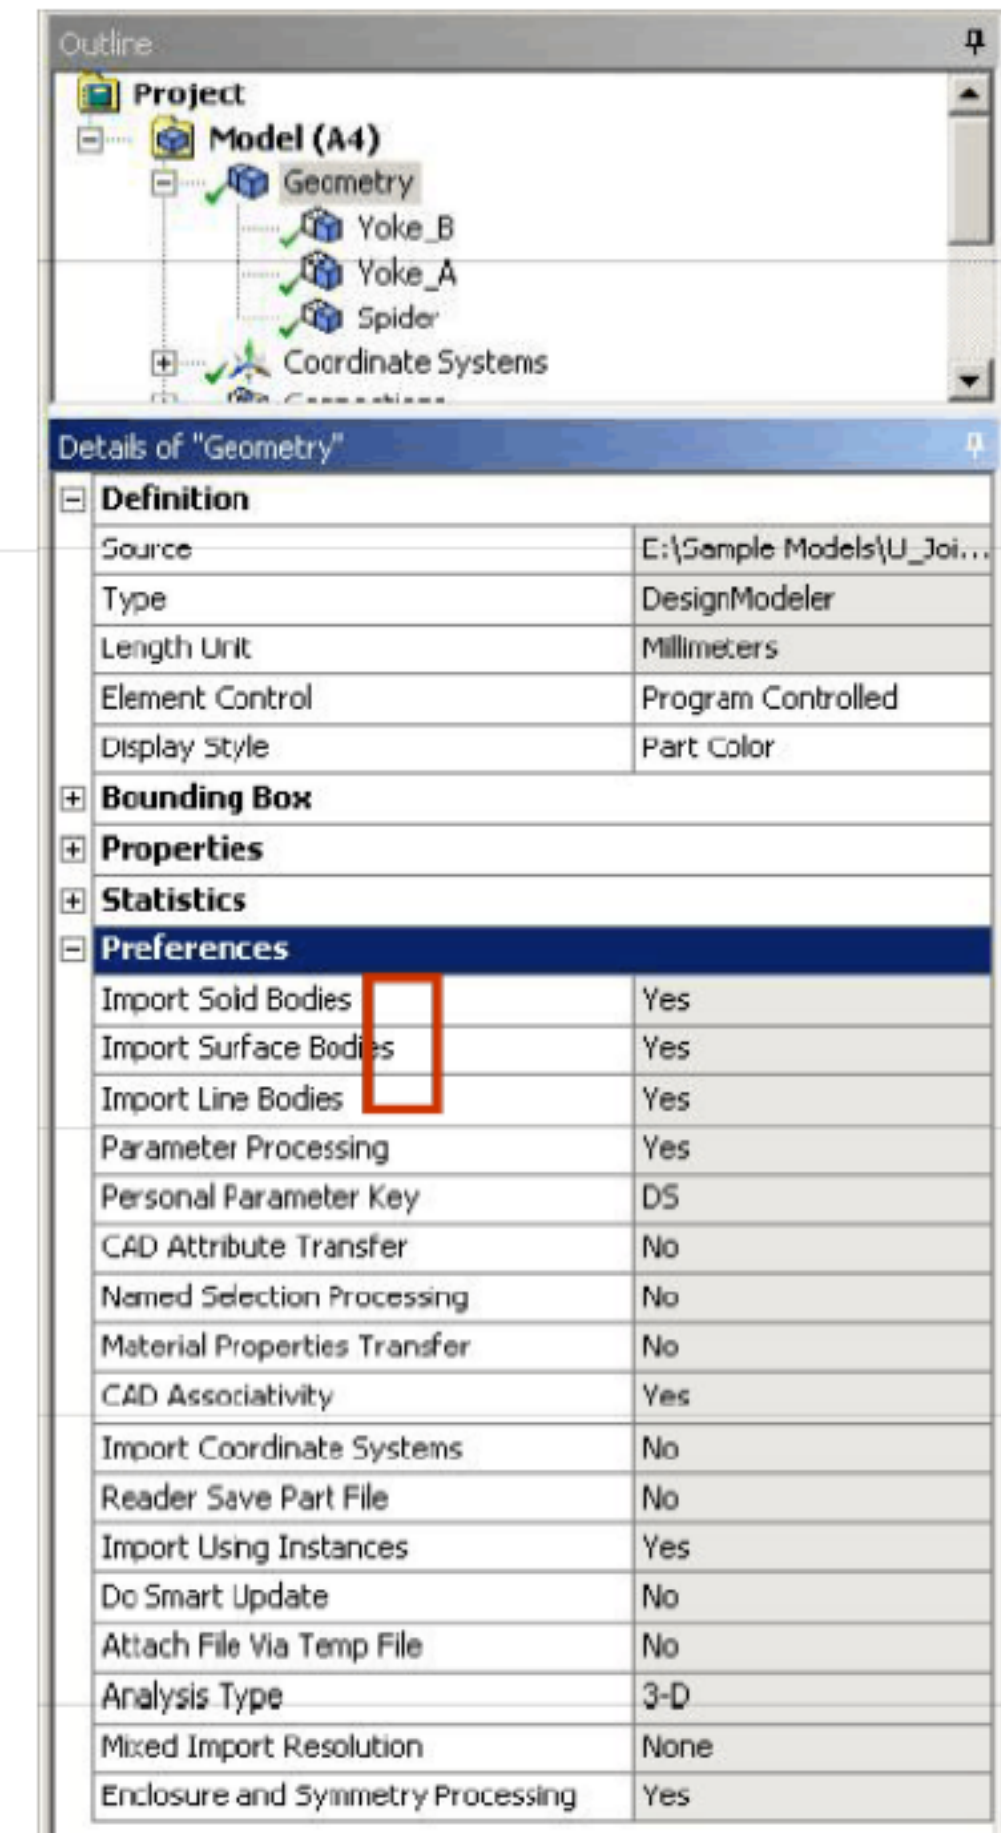 Outline
Project
Model (A4)
Geometry
Yoke_B
Yoke_A
Spider
Coordinate Systems
Connections
Details of "Geometry"
Definition
Source E:\Sample Models\U_Joi...
Type DesignModeler
Length Unit Millimeters
Element Control Program Controlled
Display Style Part Color
Bounding Box
Properties
Statistics
Preferences
Import Solid Bodies Yes
Import Surface Bodies Yes
Import Line Bodies Yes
Parameter Processing Yes
Personal Parameter Key DS
CAD Attribute Transfer No
Named Selection Processing No
Material Properties Transfer No
CAD Associativity Yes
Import Coordinate Systems No
Reader Save Part File No
Import Using Instances Yes
Do Smart Update No
Attach File Via Temp File No
Analysis Type 3-D
Mixed Import Resolution None
Enclosure and Symmetry Processing Yes